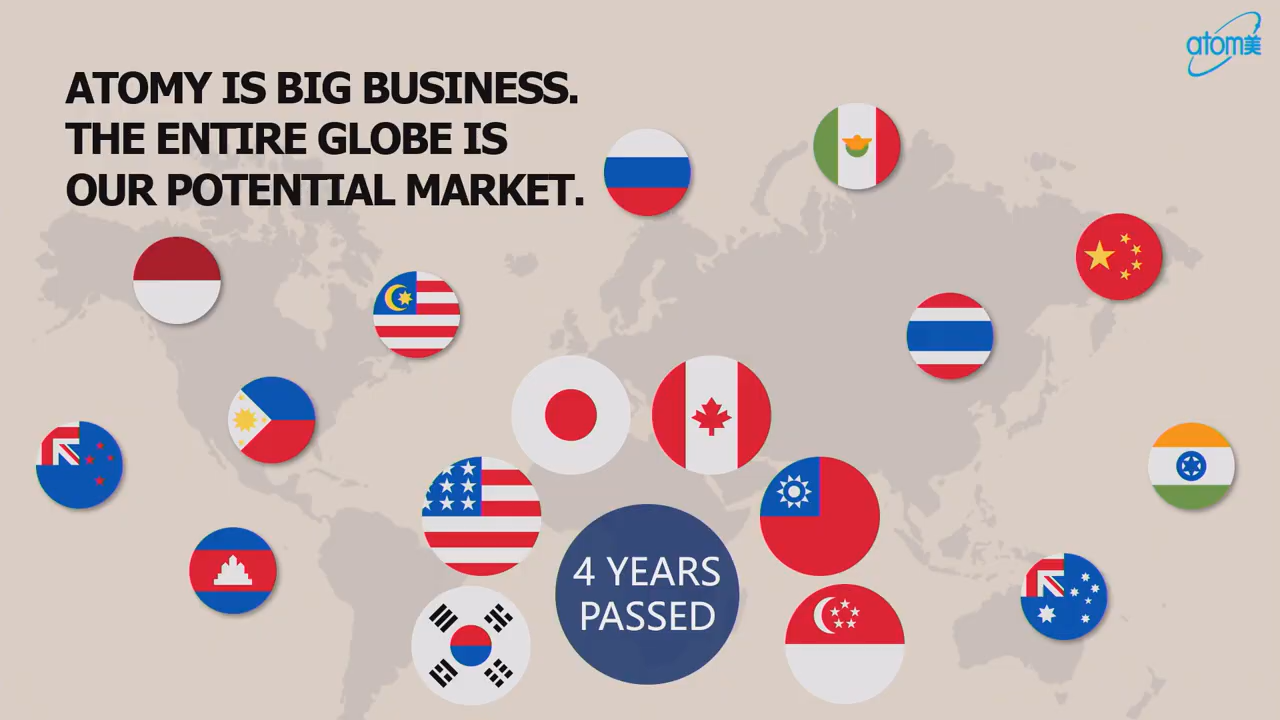 atom美
ATOMY IS BIG BUSINESS.
THE ENTIRE GLOBE IS
OUR POTENTIAL MARKET.
4 YEARS
PASSED